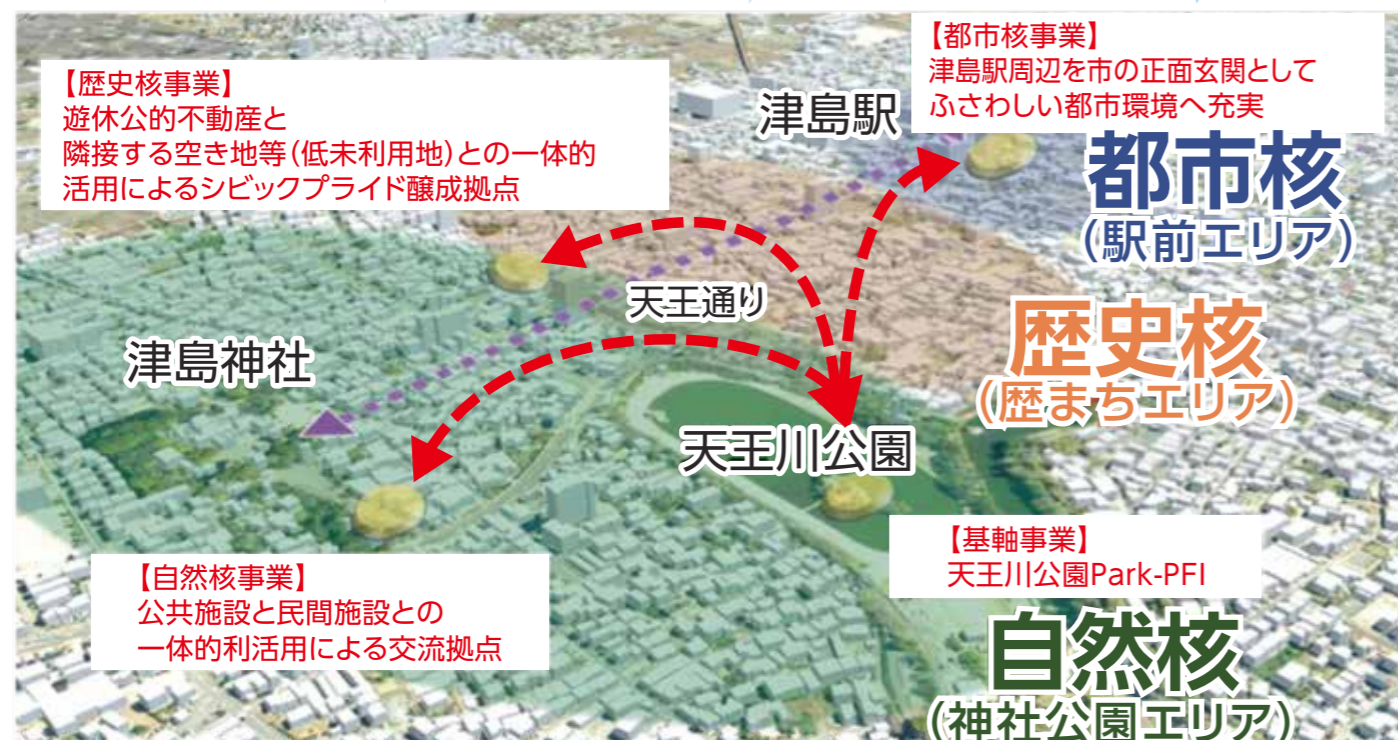 【都市核事業】
津島駅周辺を市の正面玄関として
ふさわしい都市環境へ充実
【歴史核事業】
遊休公的不動産と
隣接する空き地等(低未利用地)との一体的
活用によるシビックプライド醸成拠点
津島駅
都市核
(駅前エリア)
天王通り
歴史核
(歴まちエリア)
津島神社
天王川公園
【基軸事業】
天王川公園Park-PFI
【自然核事業】
公共施設と民間施設との
一体的利活用による交流拠点
自然核
(神社公園エリア)